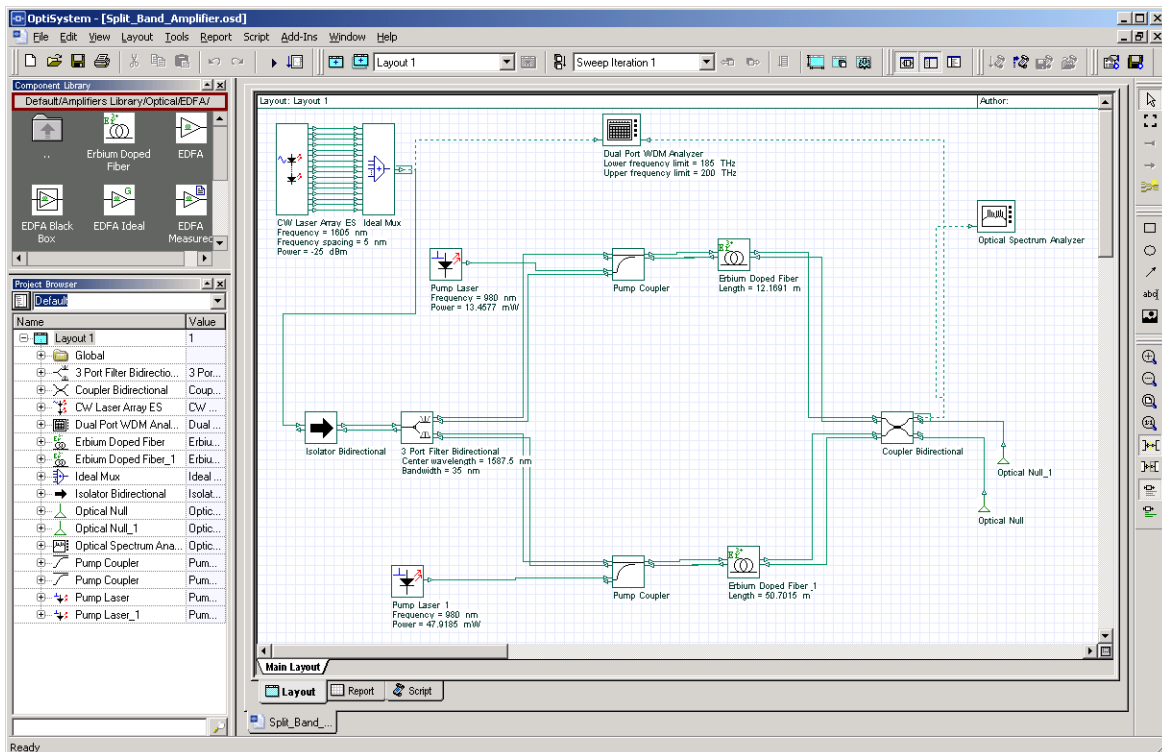 OptiSystem - [Split_Band_Amplifier.osd]
File Edit View Layout Tools Report Script Add-Ins Window Help
Layout 1
Sweep Iteration 1
Component Library
Default/Amplifiers Library/Optical/EDFA/
..
Erbium Doped Fiber
EDFA
EDFA Black Box
EDFA Ideal
EDFA Measured
Project Browser
Default
Name Value
Layout 1 1
Global
3 Port Filter Bidirectio... 3 Por...
Coupler Bidirectional Coup...
CW Laser Array ES CW ...
Dual Port WDM Anal... Dual ...
Erbium Doped Fiber Erbiu...
Erbium Doped Fiber_1 Erbiu...
Ideal Mux Ideal ...
Isolator Bidirectional Isolat...
Optical Null Optic...
Optical Null_1 Optic...
Optical Spectrum Ana... Optic...
Pump Coupler Pum...
Pump Coupler Pum...
Pump Laser Pum...
Pump Laser_1 Pum...
Layout: Layout 1
Author:
CW Laser Array ES Ideal Mux
Frequency = 1605 nm
Frequency spacing = 5 nm
Power = -25 dBm
Dual Port WDM Analyzer
Lower frequency limit = 185 THz
Upper frequency limit = 200 THz
Optical Spectrum Analyzer
Pump Laser
Frequency = 980 nm
Power = 13.4577 mW
Pump Coupler
Erbium Doped Fiber
Length = 12.1691 m
Isolator Bidirectional
3 Port Filter Bidirectional
Center wavelength = 1587.5 nm
Bandwidth = 35 nm
Coupler Bidirectional
Optical Null_1
Optical Null
Pump Laser 1
Frequency = 980 nm
Power = 47.9185 mW
Pump Coupler
Erbium Doped Fiber_1
Length = 50.7015 m
Main Layout
Layout Report Script
Split_Band_...
Ready